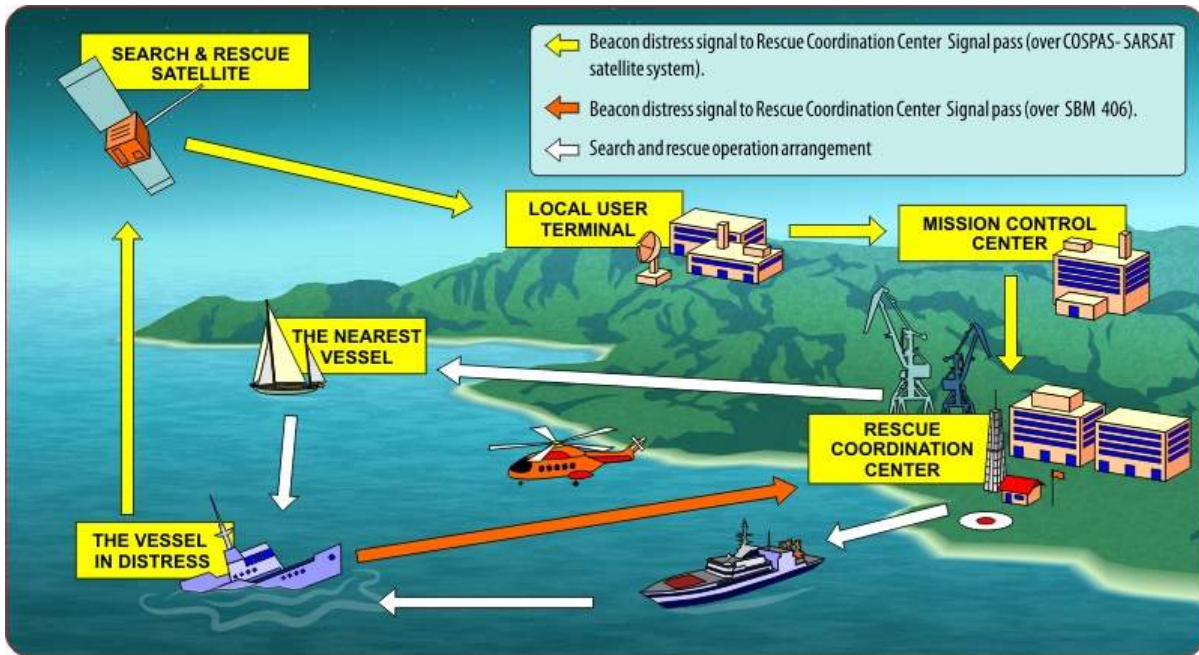 SEARCH & RESCUE
SATELLITE
Beacon distress signal to Rescue Coordination Center Signal pass (over COSPAS- SARSAT
satellite system).
Beacon distress signal to Rescue Coordination Center Signal pass (over SBM 406).
Search and rescue operation arrangement
LOCAL USER
TERMINAL
MISSION CONTROL
CENTER
THE NEAREST
VESSEL
RESCUE
COORDINATION
CENTER
THE VESSEL
IN DISTRESS